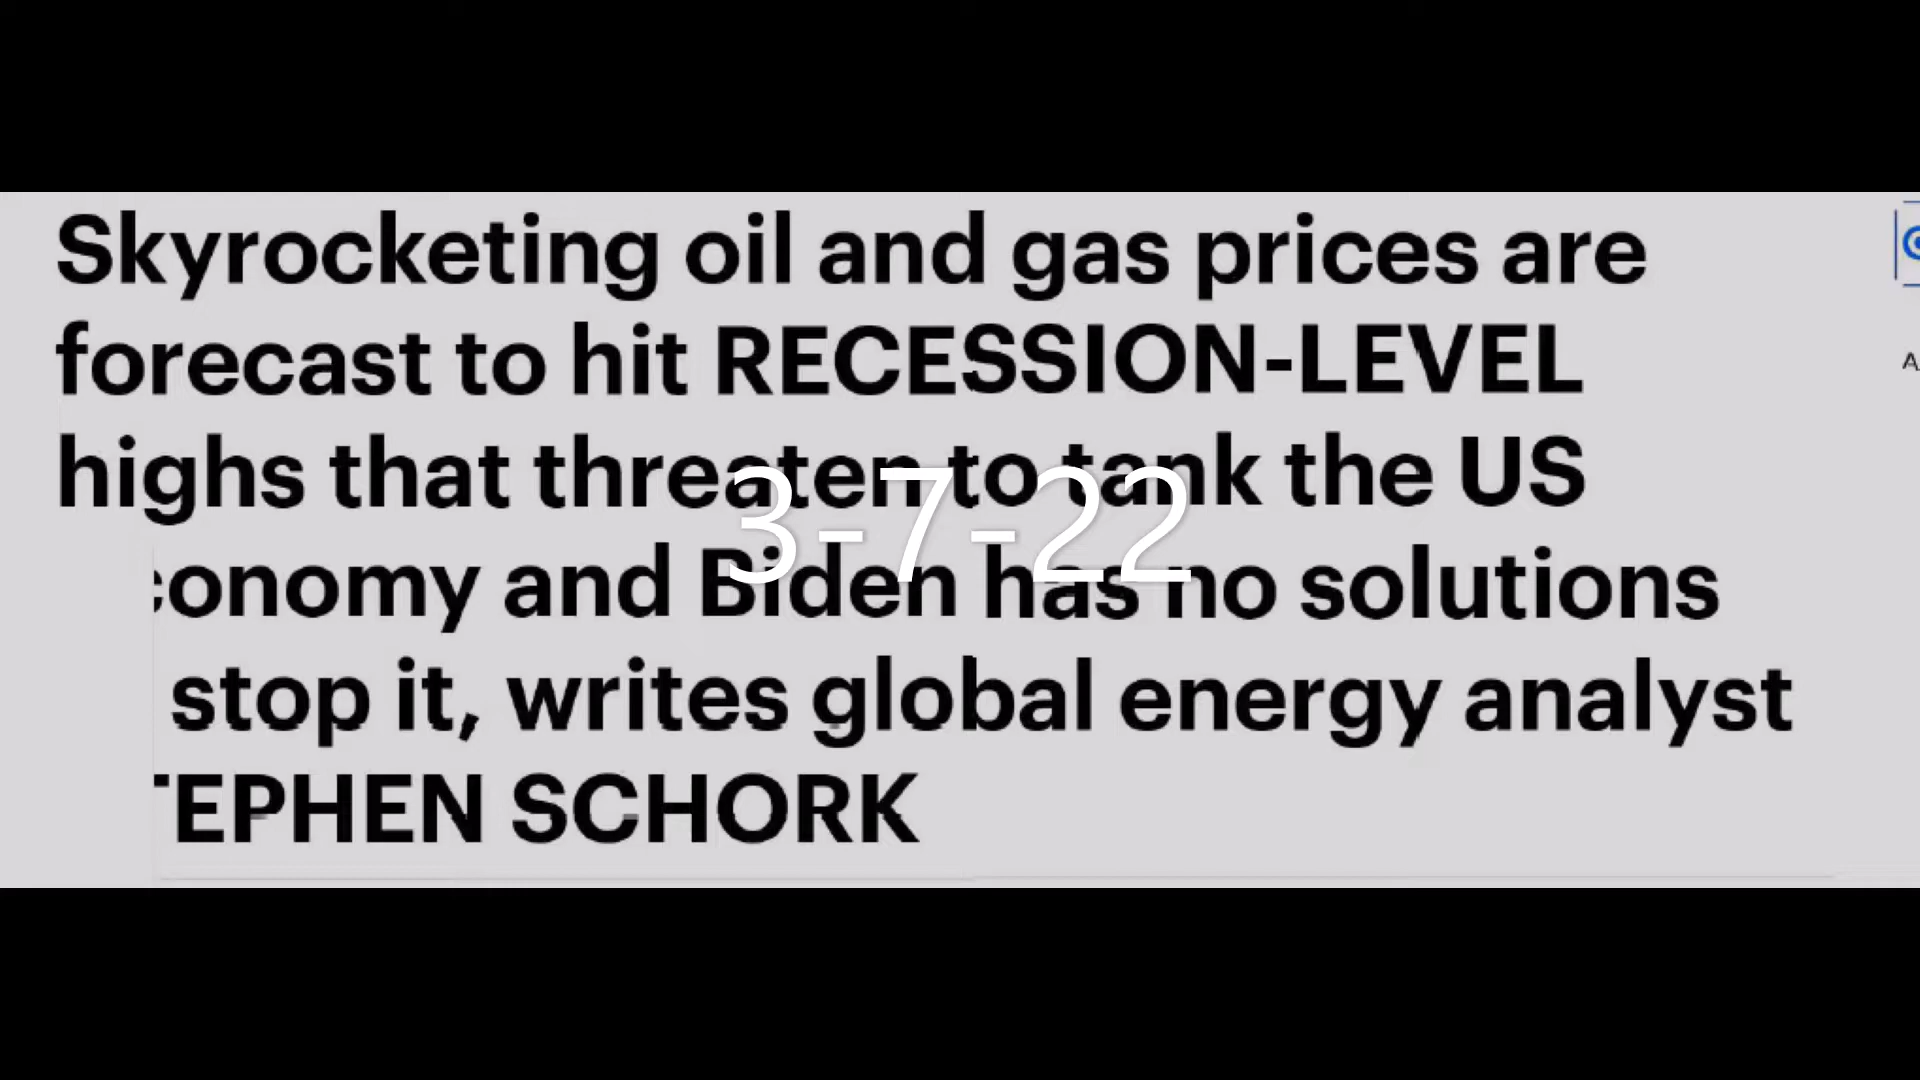 Skyrocketing oil and gas prices are
forecast to hit RECESSION-LEVEL
highs that threaten to tank the US
conomy and Biden has no solutions
stop it, writes global energy analyst
TEPHEN SCHORK
3-7-22
A